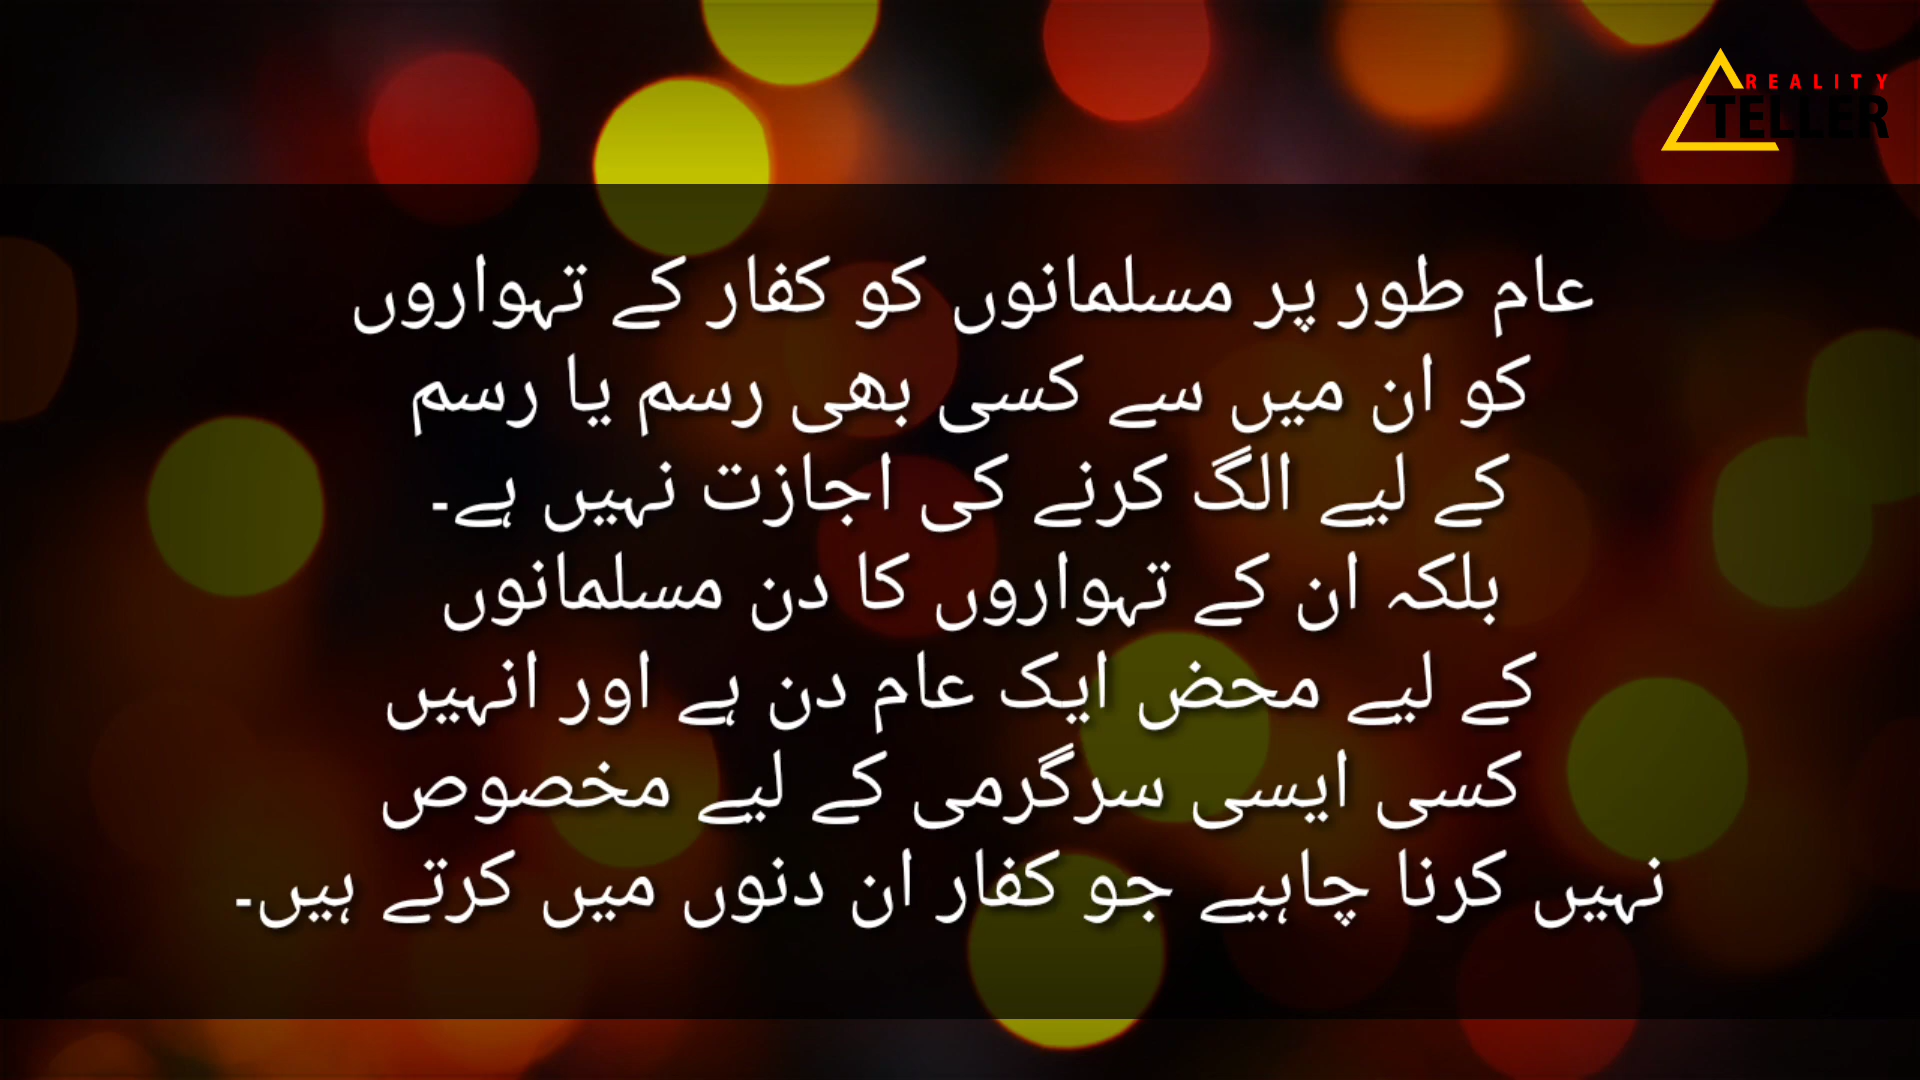 REALITY
TELLER
عام طور پر مسلمانوں کو کفار کے تہواروں
کو ان میں سے کسی بھی رسم یا رسم
کے لیے الگ کرنے کی اجازت نہیں ہے۔
بلکہ ان کے تہواروں کا دن مسلمانوں
کے لیے محض ایک عام دن ہے اور انہیں
کسی ایسی سرگرمی کے لیے مخصوص
نہیں کرنا چاہیے جو کفار ان دنوں میں کرتے ہیں۔